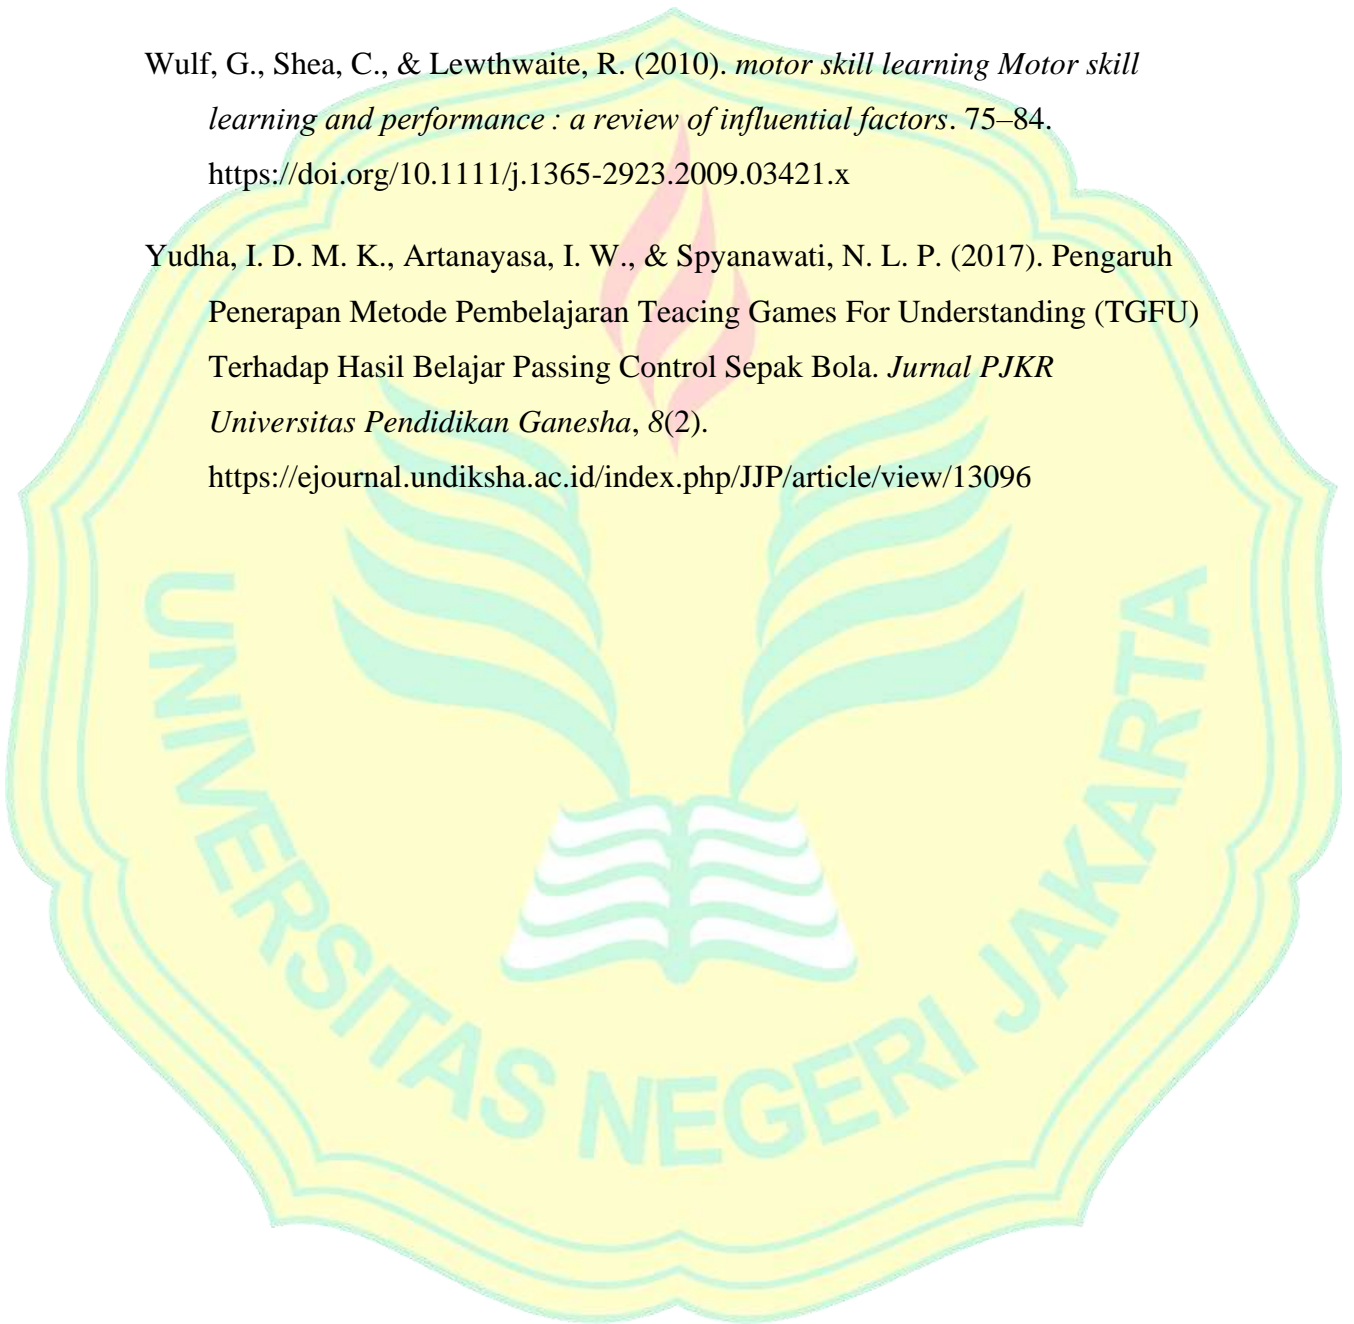 Wulf, G., Shea, C., & Lewthwaite, R. (2010). motor skill learning Motor skill
learning and performance : a review of influential factors. 75–84.
https://doi.org/10.1111/j.1365-2923.2009.03421.x
Yudha, I. D. M. K., Artanayasa, I. W., & Spyanawati, N. L. P. (2017). Pengaruh
Penerapan Metode Pembelajaran Teacing Games For Understanding (TGFU)
Terhadap Hasil Belajar Passing Control Sepak Bola. Jurnal PJKR
Universitas Pendidikan Ganesha, 8(2).
https://ejournal.undiksha.ac.id/index.php/JJP/article/view/13096
UNIVERSITAS NEGERI JAKARTA